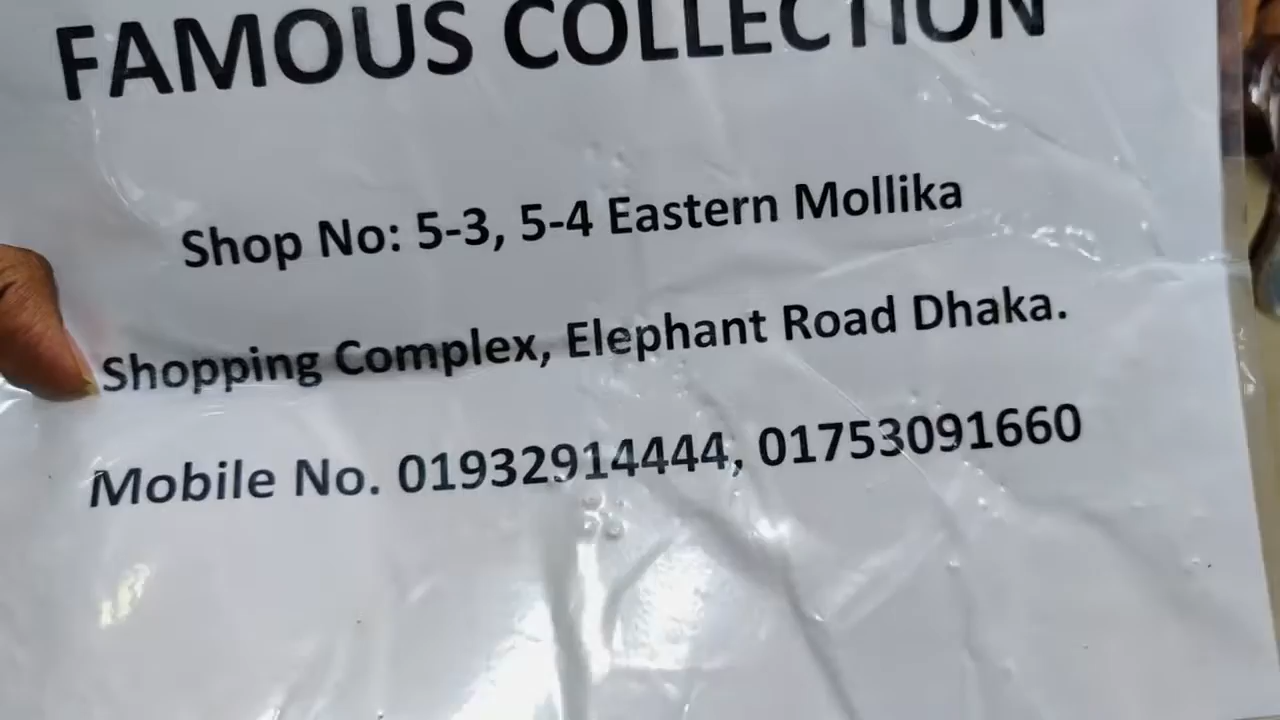 FAMOUS COLLECTION
Shop No: 5-3, 5-4 Eastern Mollika
Shopping Complex, Elephant Road Dhaka.
Mobile No. 01932914444, 01753091660